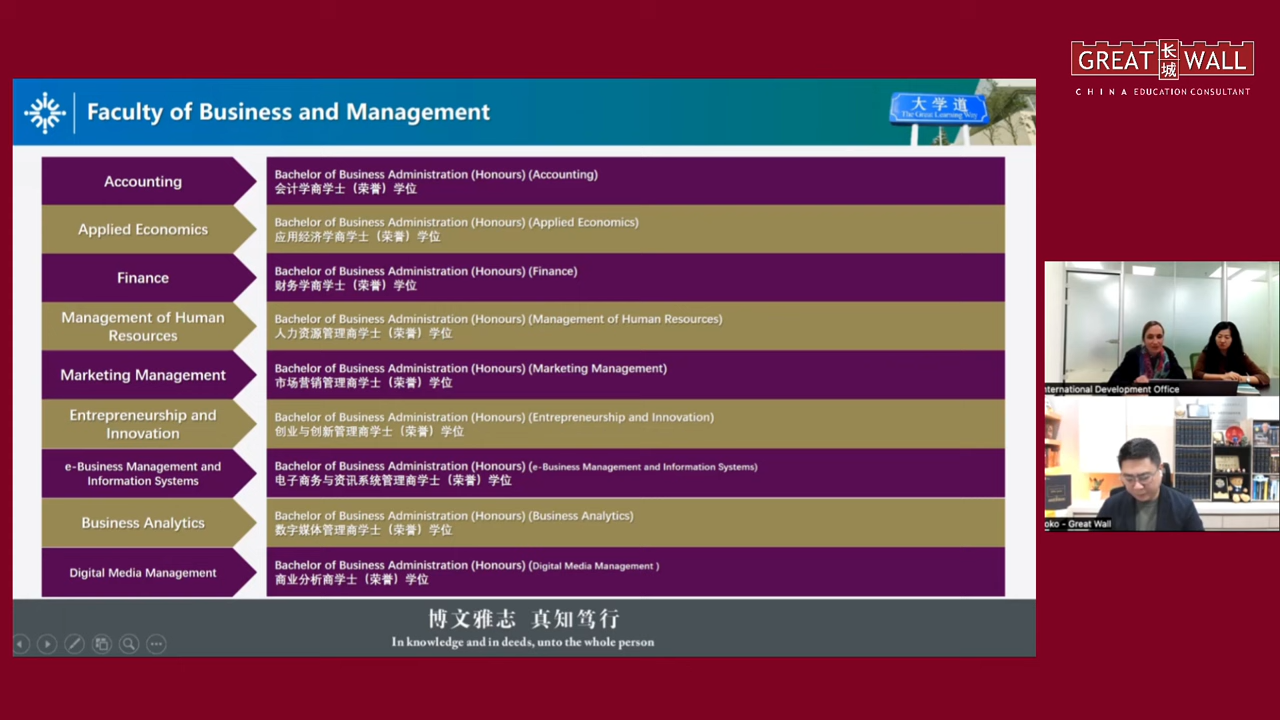 GREAT 长城 WALL
CHINA EDUCATION CONSULTANT
Faculty of Business and Management
大学道
The Great Learning Way
Accounting
Bachelor of Business Administration (Honours) (Accounting)
会计学商学士（荣誉）学位
Applied Economics
Bachelor of Business Administration (Honours) (Applied Economics)
应用经济学商学士（荣誉）学位
Finance
Bachelor of Business Administration (Honours) (Finance)
财务学商学士（荣誉）学位
Management of Human
Resources
Bachelor of Business Administration (Honours) (Management of Human Resources)
人力资源管理商学士（荣誉）学位
Marketing Management
Bachelor of Business Administration (Honours) (Marketing Management)
市场营销管理商学士（荣誉）学位
Entrepreneurship and
Innovation
Bachelor of Business Administration (Honours) (Entrepreneurship and Innovation)
创业与创新管理商学士（荣誉）学位
e-Business Management and
Information Systems
Bachelor of Business Administration (Honours) (e-Business Management and Information Systems)
电子商务与资讯系统管理商学士（荣誉）学位
Business Analytics
Bachelor of Business Administration (Honours) (Business Analytics)
数字媒体管理商学士（荣誉）学位
Digital Media Management
Bachelor of Business Administration (Honours) (Digital Media Management )
商业分析商学士（荣誉）学位
博文雅志 真知笃行
In knowledge and in deeds, unto the whole person
nternational Development Office
oko - Great Wall